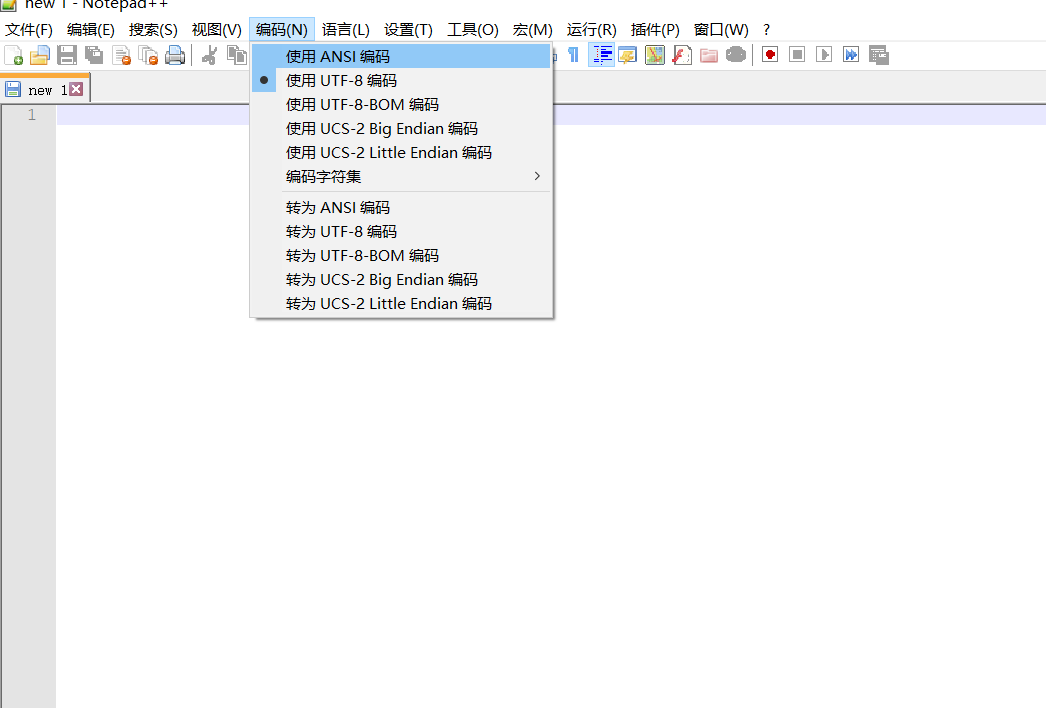 new 1 - Notepad++
文件(F) 编辑(E) 搜索(S) 视图(V) 编码(N) 语言(L) 设置(T) 工具(O) 宏(M) 运行(R) 插件(P) 窗口(W) ?
new 1
1
使用 ANSI 编码
使用 UTF-8 编码
使用 UTF-8-BOM 编码
使用 UCS-2 Big Endian 编码
使用 UCS-2 Little Endian 编码
编码字符集
转为 ANSI 编码
转为 UTF-8 编码
转为 UTF-8-BOM 编码
转为 UCS-2 Big Endian 编码
转为 UCS-2 Little Endian 编码